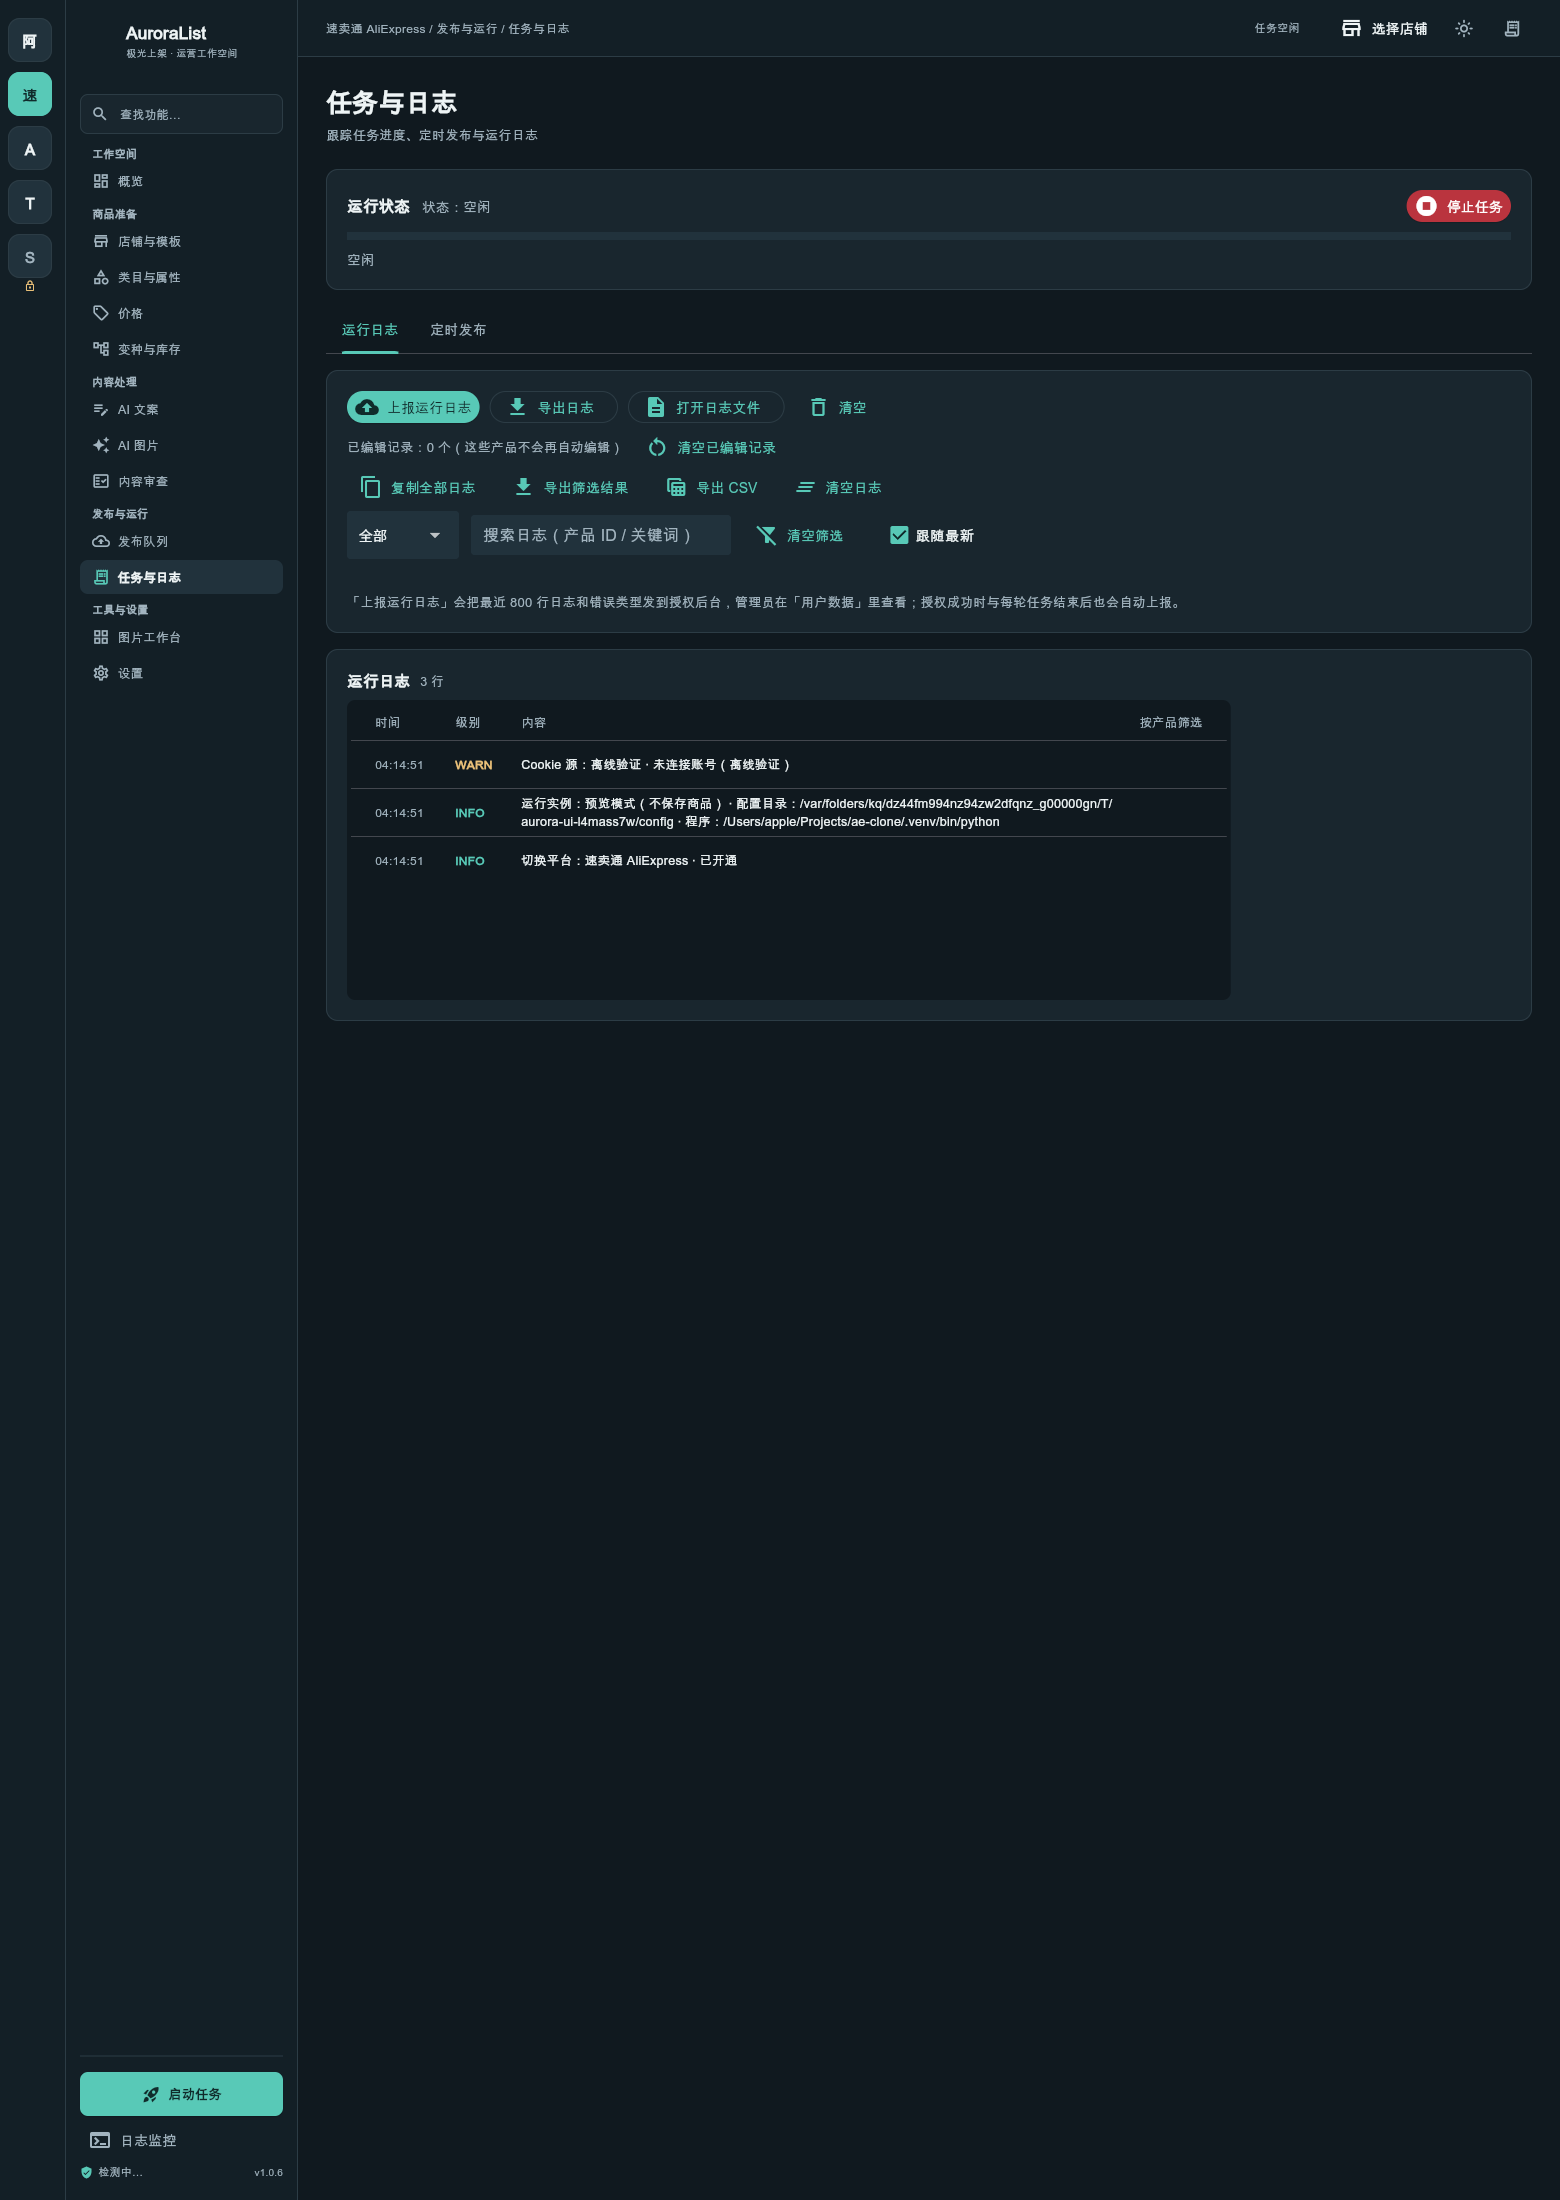 阿
速
A
T
S
AuroraList
极光上架 · 运营工作空间
查找功能...
工作空间
概览
商品准备
店铺与模板
类目与属性
价格
变种与库存
内容处理
AI 文案
AI 图片
内容审查
发布与运行
发布队列
任务与日志
工具与设置
图片工作台
设置
启动任务
日志监控
检测中... v1.0.6
速卖通 AliExpress / 发布与运行 / 任务与日志 任务空闲 选择店铺
任务与日志
跟踪任务进度、定时发布与运行日志
运行状态 状态：空闲 停止任务
空闲
运行日志 定时发布
上报运行日志 导出日志 打开日志文件 清空
已编辑记录：0 个（这些产品不会再自动编辑） 清空已编辑记录
复制全部日志 导出筛选结果 导出 CSV 清空日志
全部 搜索日志（产品 ID / 关键词） 清空筛选 跟随最新
「上报运行日志」会把最近 800 行日志和错误类型发到授权后台，管理员在「用户数据」里查看；授权成功时与每轮任务结束后也会自动上报。
运行日志 3 行
时间 级别 内容 按产品筛选
04:14:51 WARN Cookie 源：离线验证 · 未连接账号（离线验证）
04:14:51 INFO 运行实例：预览模式（不保存商品） · 配置目录：/var/folders/kq/dz44fm994nz94zw2dfqnz_g00000gn/T/
aurora-ui-l4mass7w/config · 程序：/Users/apple/Projects/ae-clone/.venv/bin/python
04:14:51 INFO 切换平台：速卖通 AliExpress · 已开通